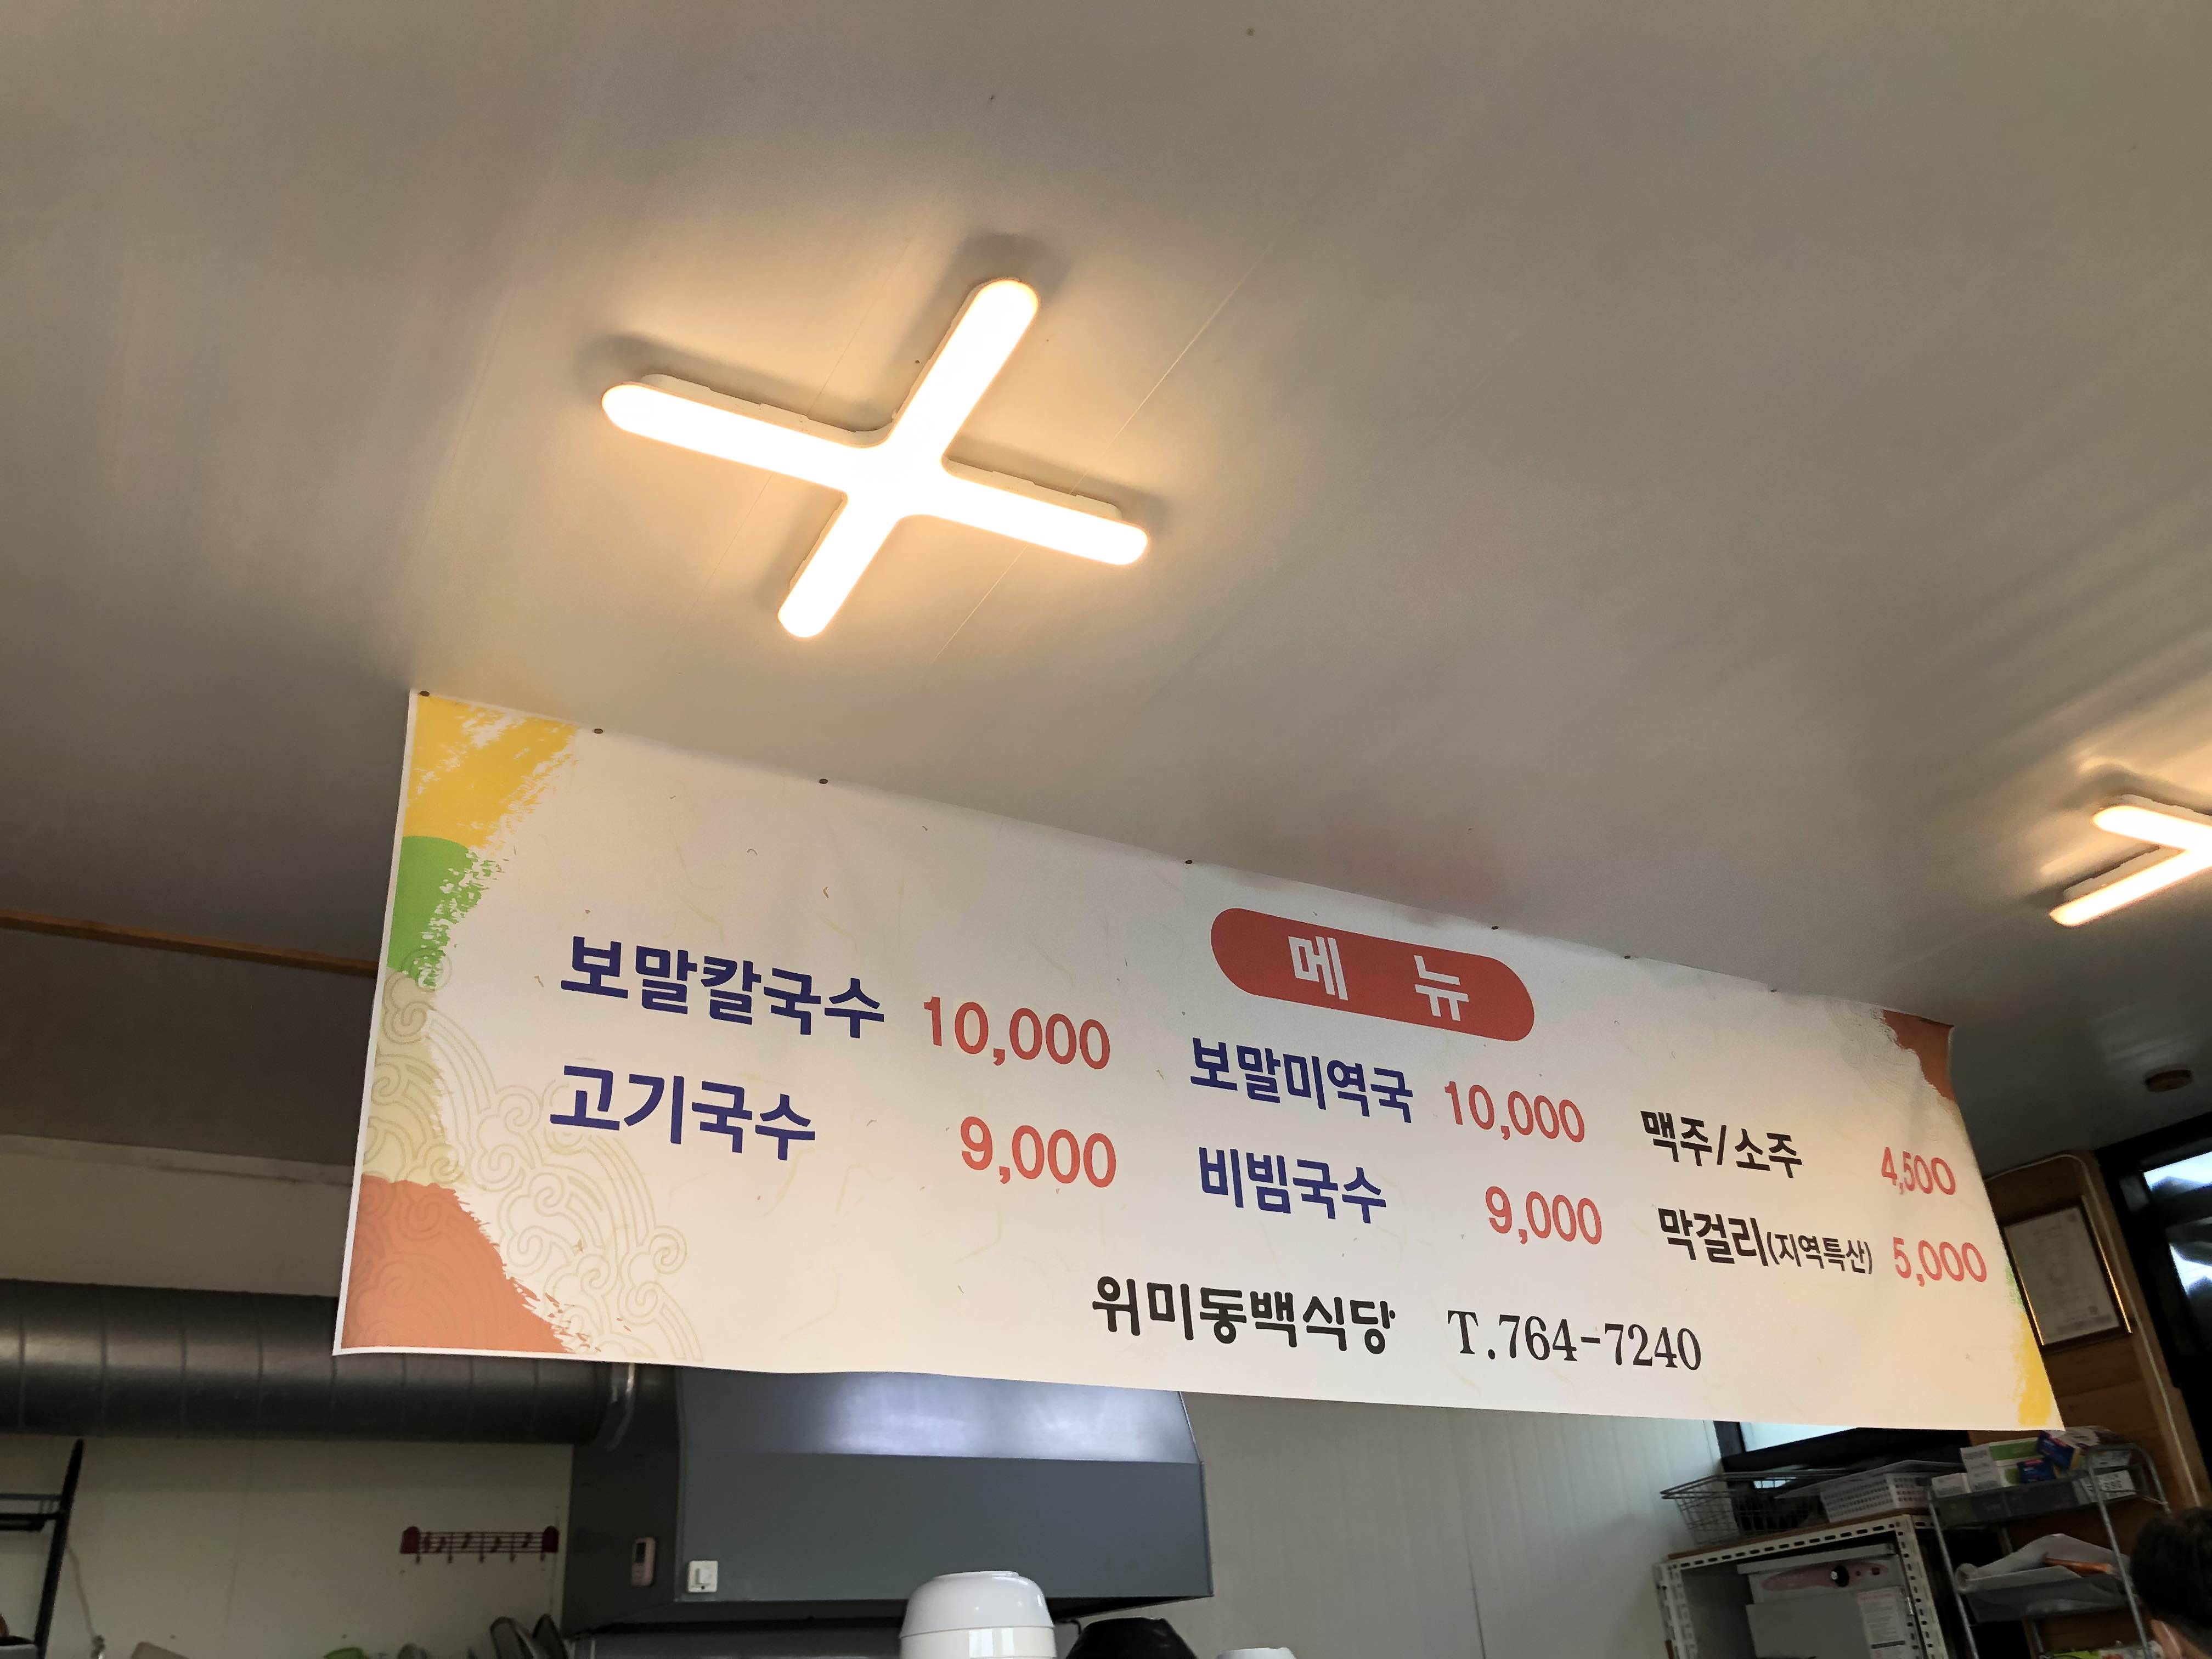 메 뉴
보말칼국수 10,000
고기국수 9,000
보말미역국 10,000
비빔국수 9,000
맥주/소주 4,500
막걸리(지역특산) 5,000
위미동백식당 T.764-7240